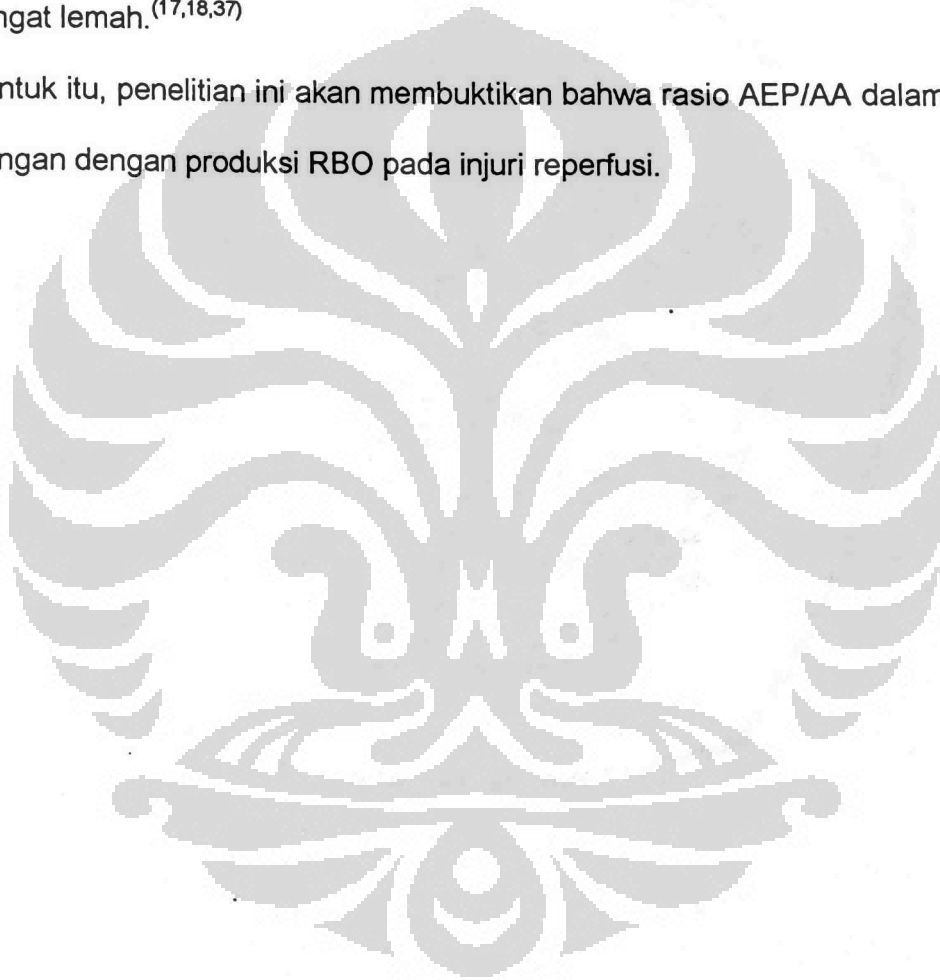 ngat lemah.(17,18,37)
ntuk itu, penelitian ini akan membuktikan bahwa rasio AEP/AA dalam
ngan dengan produksi RBO pada injuri reperfusi.